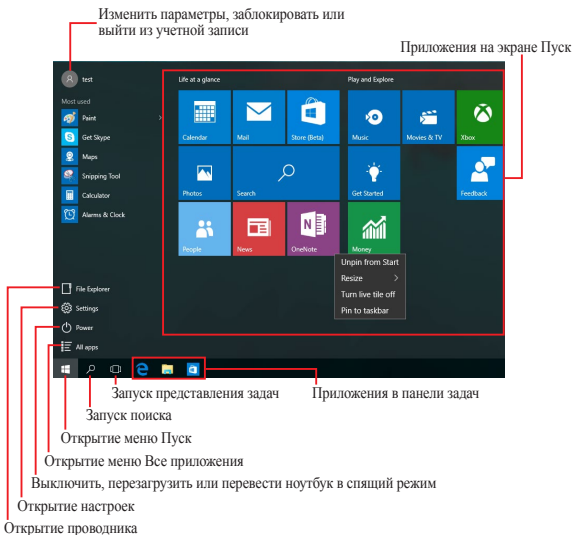 Изменить параметры, заблокировать или
выйти из учетной записи
Приложения на экране Пуск
test
Life at a glance
Play and Explore
Most used
Paint
Get Skype
Maps
Snipping Tool
Calculator
Alarms & Clock
Calendar
Mail
Store (Beta)
Music
Movies & TV
Xbox
Photos
Search
Get Started
Feedback
People
News
OneNote
Money
Unpin from Start
Resize
Turn live tile off
Pin to taskbar
File Explorer
Settings
Power
All apps
Запуск представления задач
Приложения в панели задач
Запуск поиска
Открытие меню Пуск
Открытие меню Все приложения
Выключить, перезагрузить или перевести ноутбук в спящий режим
Открытие настроек
Открытие проводника